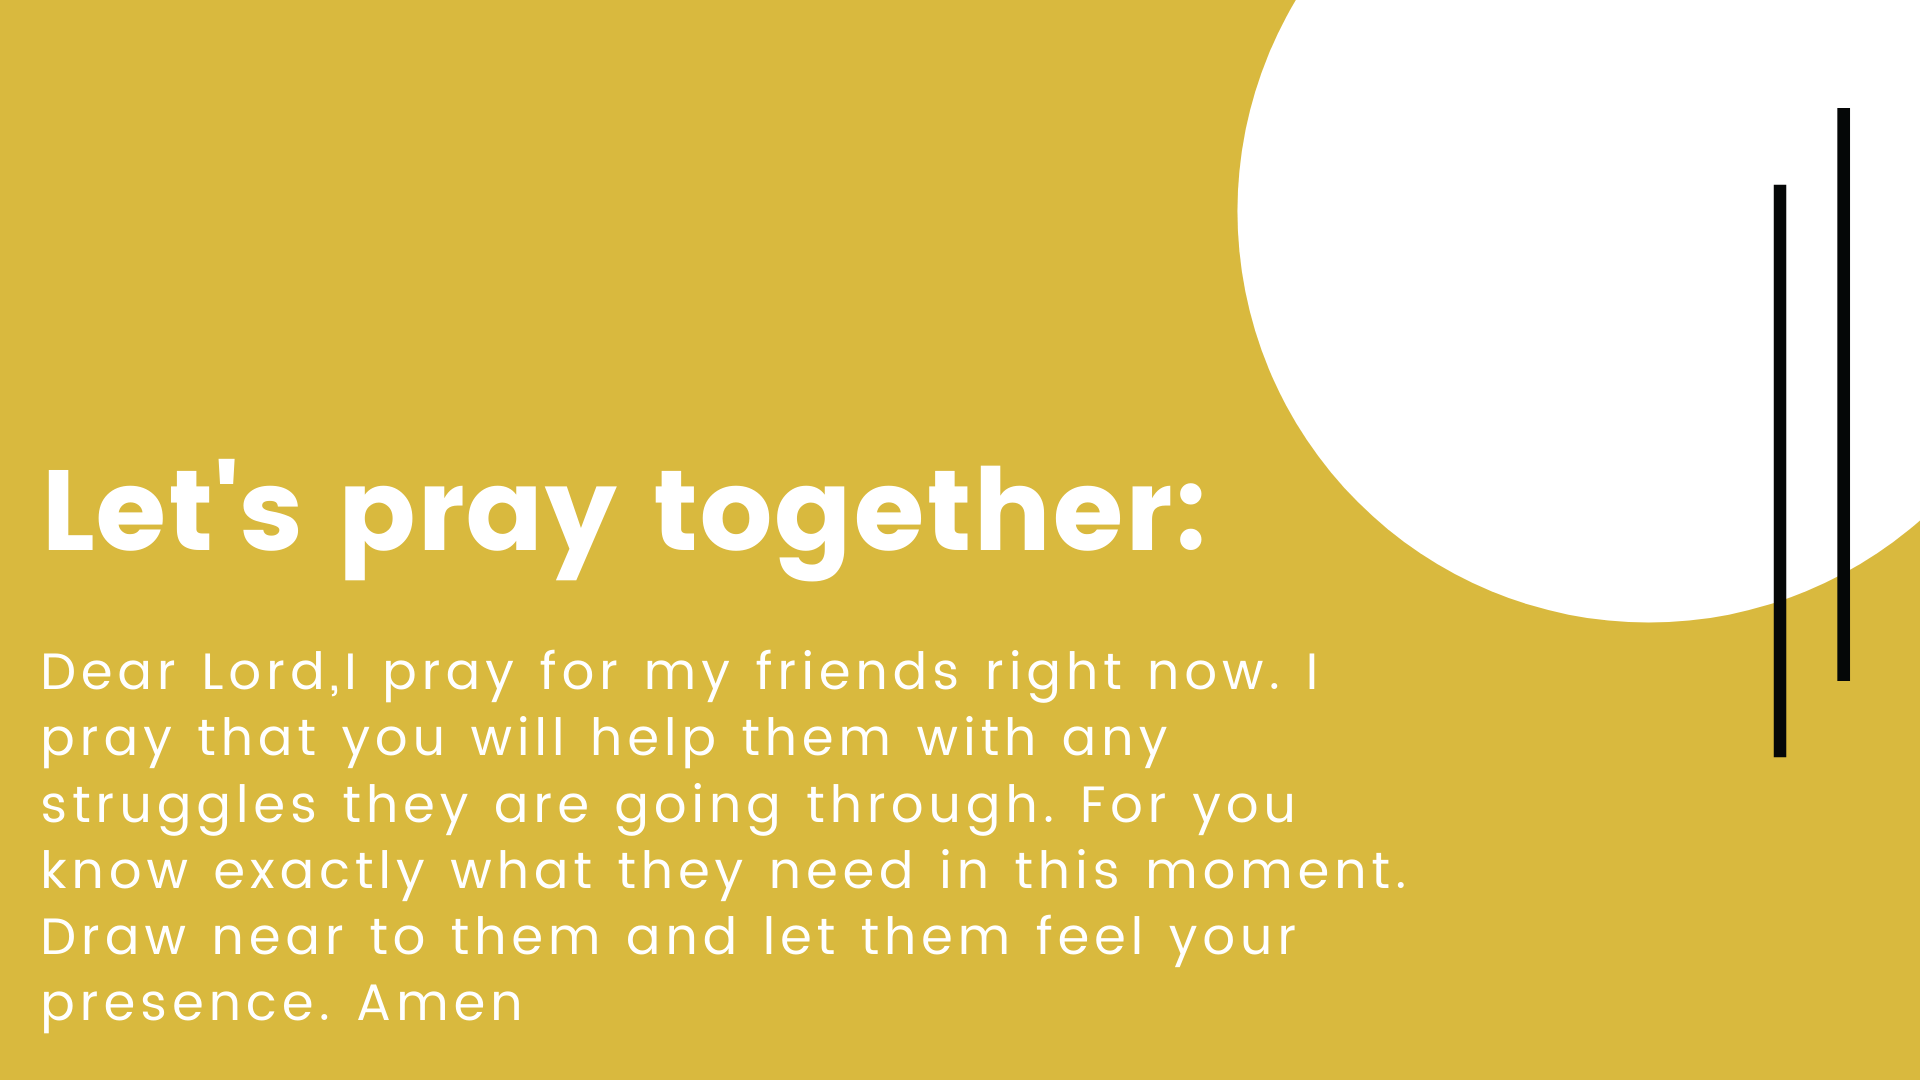 Let's pray together:
Dear Lord,I pray for my friends right now. I
pray that you will help them with any
struggles they are going through. For you
know exactly what they need in this moment.
Draw near to them and let them feel your
presence. Amen